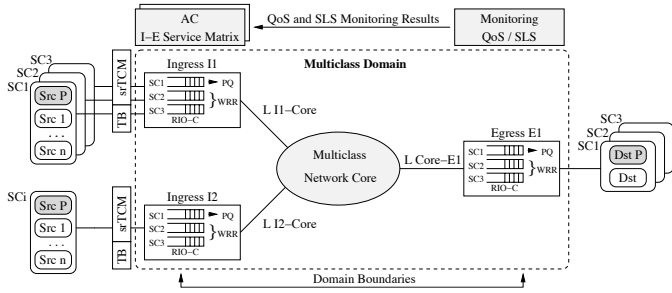 AC
I–E Service Matrix
QoS and SLS Monitoring Results
Monitoring
QoS / SLS
SC3
SC2
SC1
Src P
Src 1
. . .
Src n
srTCM
TB
Ingress I1
SC1
SC2
SC3
PQ
WRR
RIO–C
Multiclass Domain
L I1–Core
Multiclass
Network Core
L Core–E1
Egress E1
SC1
SC2
SC3
PQ
WRR
RIO–C
SC3
SC2
SC1
Dst P
Dst
SCi
Src P
Src 1
. . .
Src n
srTCM
TB
Ingress I2
SC1
SC2
SC3
PQ
WRR
RIO–C
L I2–Core
Domain Boundaries